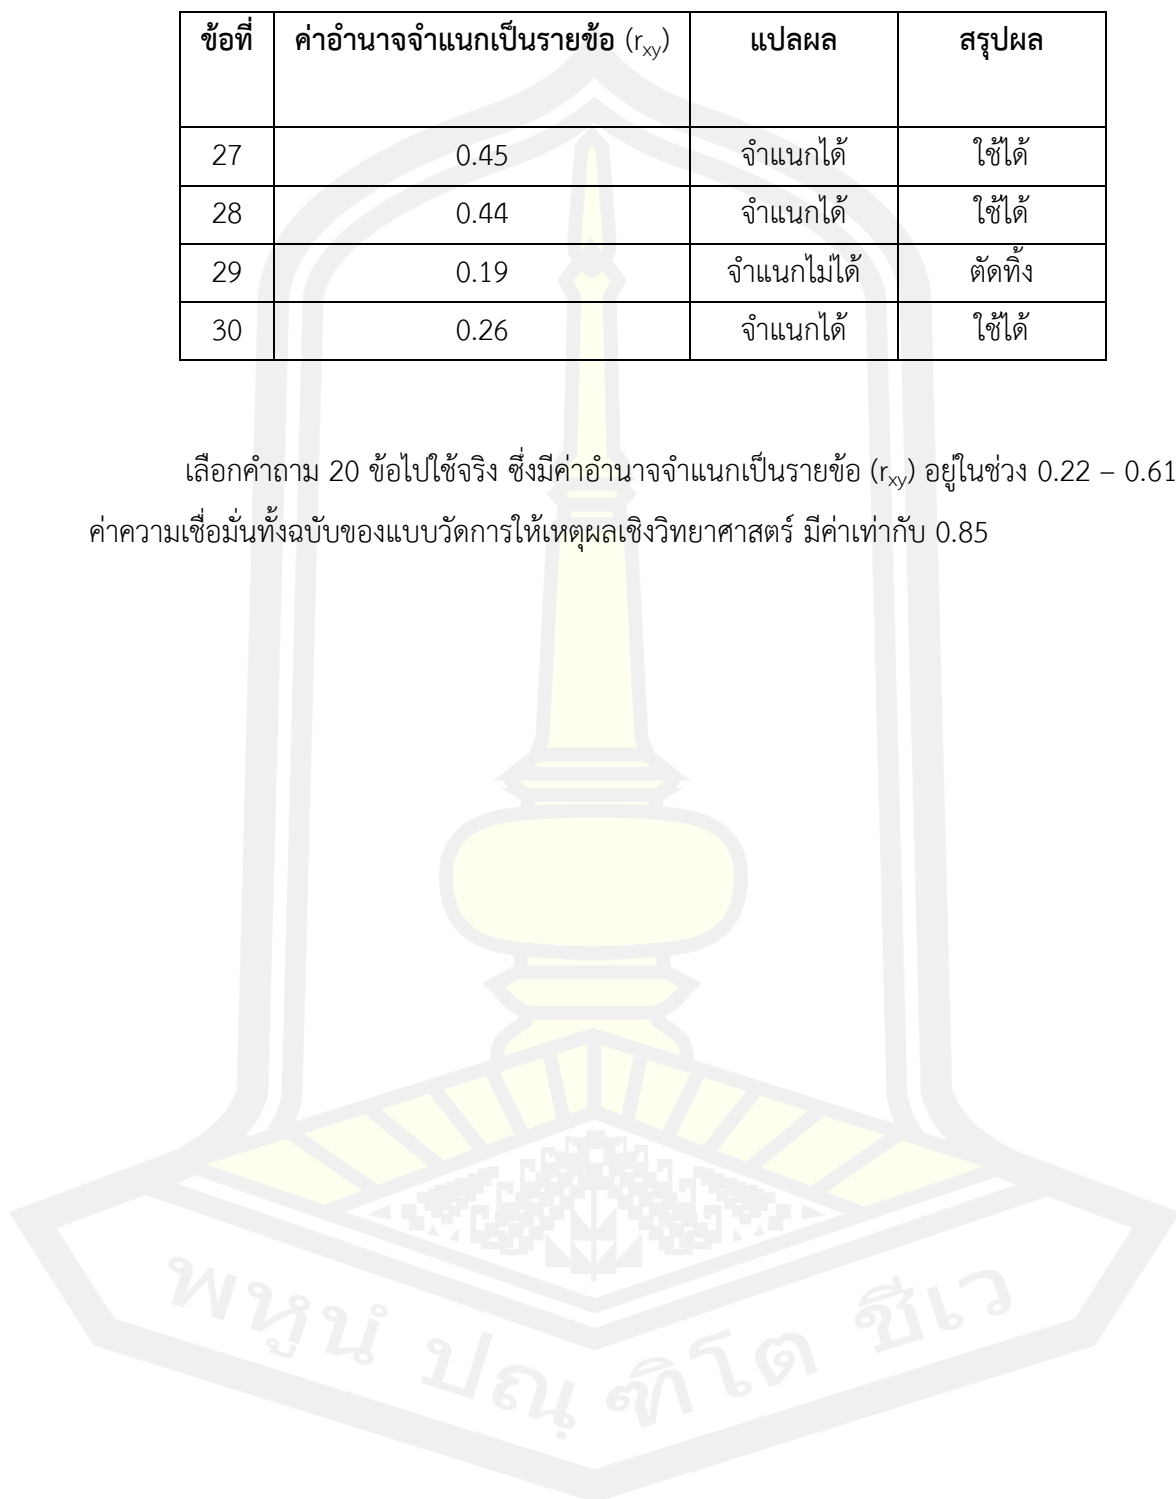 ข้อที่ ค่าอำนาจจำแนกเป็นรายข้อ (rxy) แปลผล สรุปผล
27 0.45 จำแนกได้ ใช้ได้
28 0.44 จำแนกได้ ใช้ได้
29 0.19 จำแนกไม่ได้ ตัดทิ้ง
30 0.26 จำแนกได้ ใช้ได้
เลือกคำถาม 20 ข้อไปใช้จริง ซึ่งมีค่าอำนาจจำแนกเป็นรายข้อ (rxy) อยู่ในช่วง 0.22 – 0.61
ค่าความเชื่อมั่นทั้งฉบับของแบบวัดการให้เหตุผลเชิงวิทยาศาสตร์ มีค่าเท่ากับ 0.85
พหูนํ ปณฺ ฑิโต ชีเว